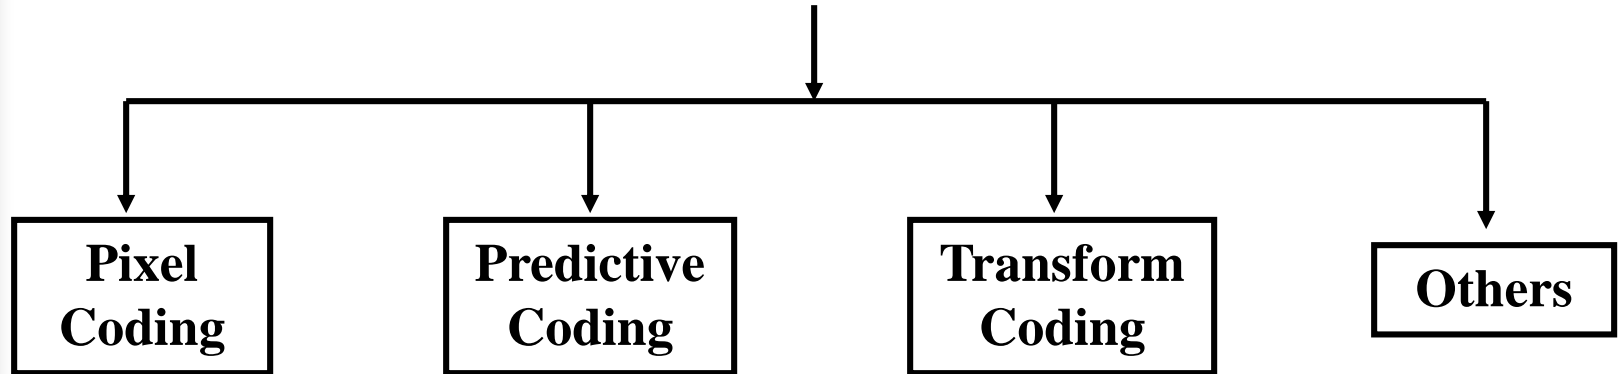 Pixel
Coding
Predictive
Coding
Transform
Coding
Others